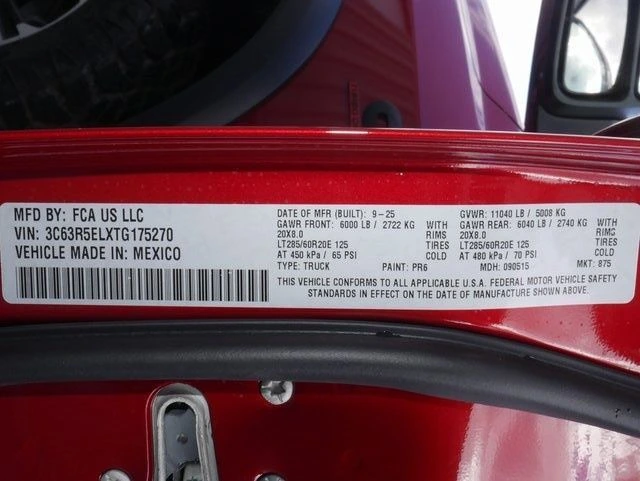 MFD BY: FCA US LLC
VIN: 3C63R5ELXTG175270
VEHICLE MADE IN: MEXICO
DATE OF MFR (BUILT): 9-25
GAWR FRONT: 6000 LB / 2722 KG WITH
20X8.0 RIMS
LT285/60R20E 125 TIRES
AT 450 kPa / 65 PSI COLD
TYPE: TRUCK PAINT: PR6
GVWR: 11040 LB / 5008 KG
GAWR REAR: 6040 LB / 2740 KG WITH
20X8.0 RIMS
LT285/60R20E 125 TIRES
AT 480 kPa / 70 PSI COLD
MDH: 090515 MKT: 875
THIS VEHICLE CONFORMS TO ALL APPLICABLE U.S.A. FEDERAL MOTOR VEHICLE SAFETY
STANDARDS IN EFFECT ON THE DATE OF MANUFACTURE SHOWN ABOVE.